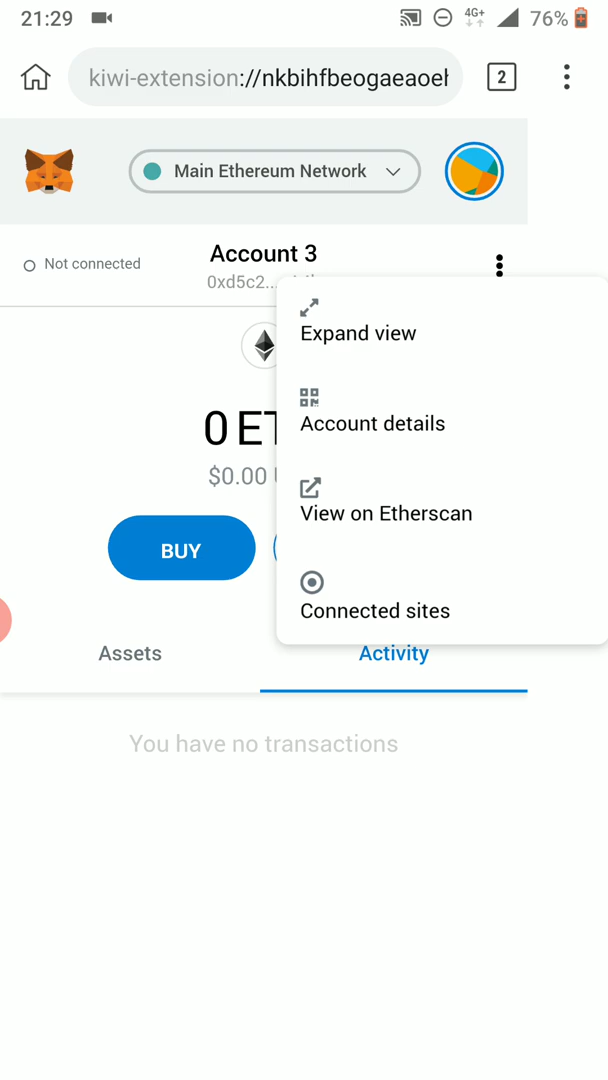 21:29
4G+
76%
kiwi-extension://nkbihfbeogaeaoeh
2
Main Ethereum Network
Not connected
Account 3
0xd5c2...
Expand view
0 ET
Account details
$0.00
View on Etherscan
BUY
Connected sites
Assets
Activity
You have no transactions